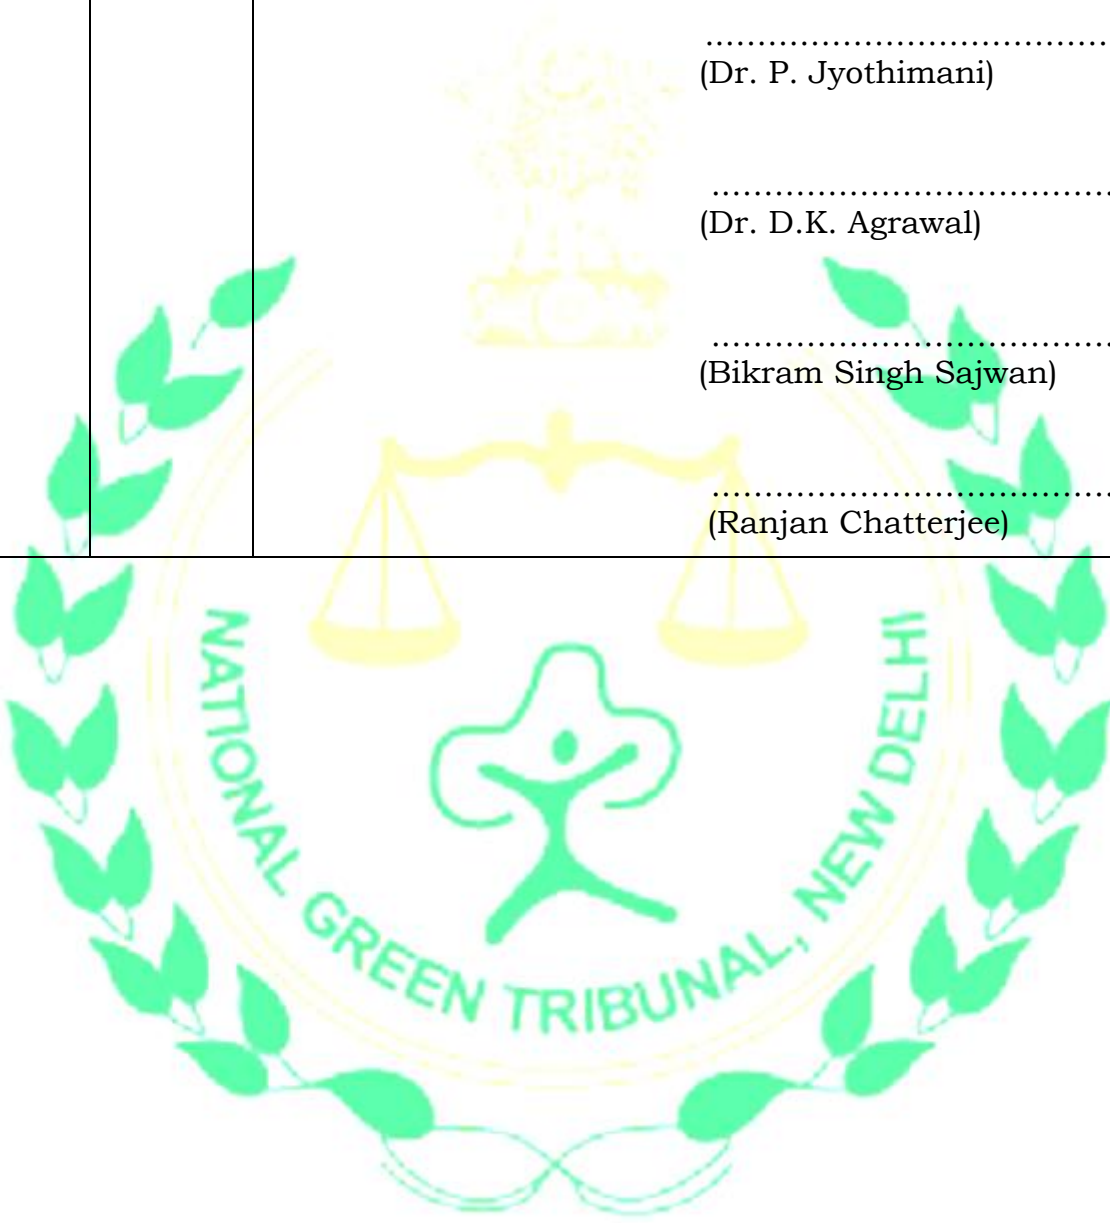 ……………………………………
(Dr. P. Jyothimani)
……………………………………
(Dr. D.K. Agrawal)
……………………………………
(Bikram Singh Sajwan)
……………………………………
(Ranjan Chatterjee)
NATIONAL GREEN TRIBUNAL, NEW DELHI